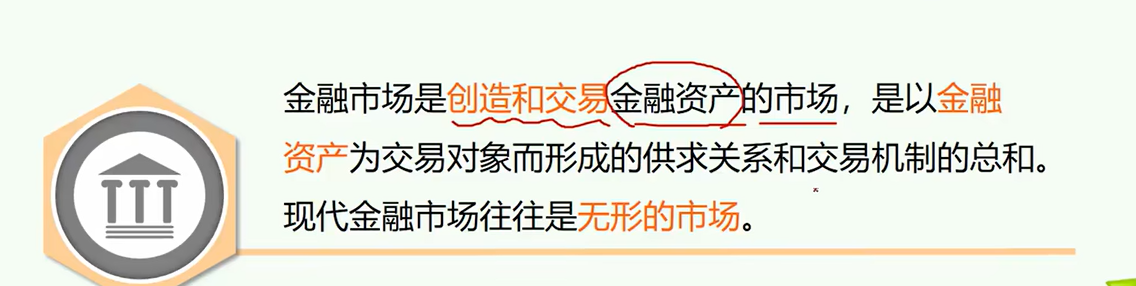 金融市场是创造和交易金融资产的市场，是以金融
资产为交易对象而形成的供求关系和交易机制的总和。
现代金融市场往往是无形的市场。